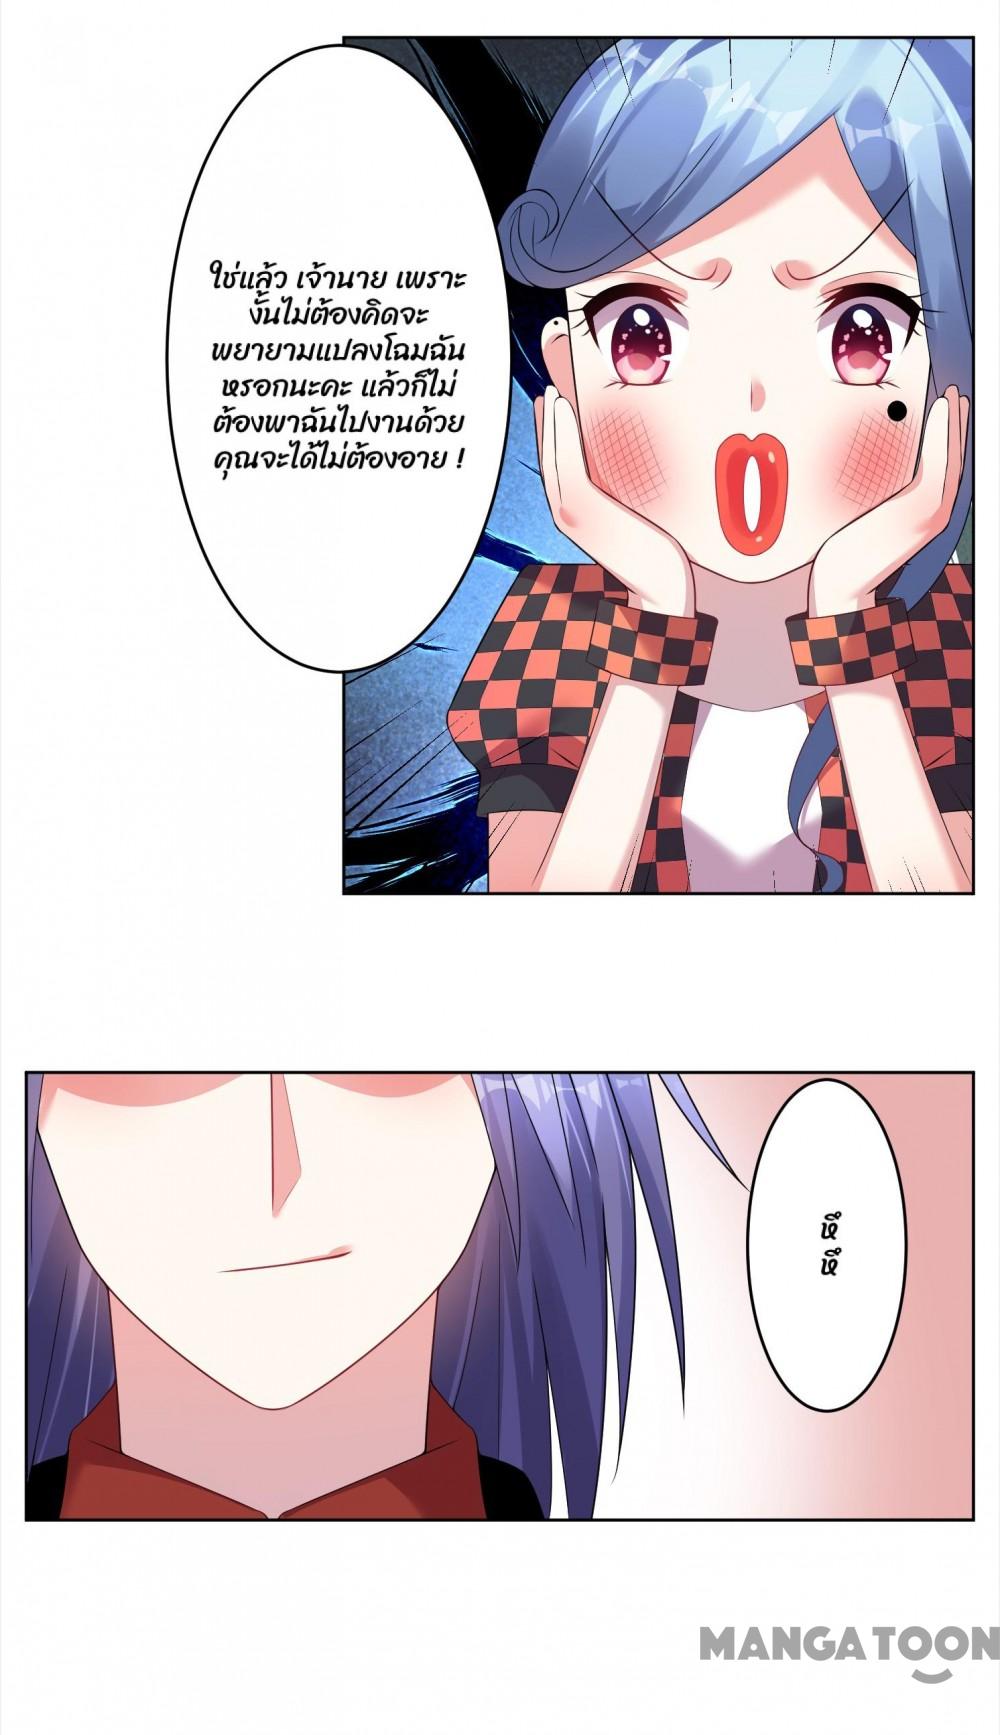 ใช่แล้ว เจ้านาย เพราะ
งั้นไม่ต้องคิดจะ
พยายามแปลงโฉมฉัน
หรอกนะคะ แล้วก็ไม่
ต้องพาฉันไปงานด้วย
คุณจะได้ไม่ต้องอาย !
หึ
หึ
MANGATOON